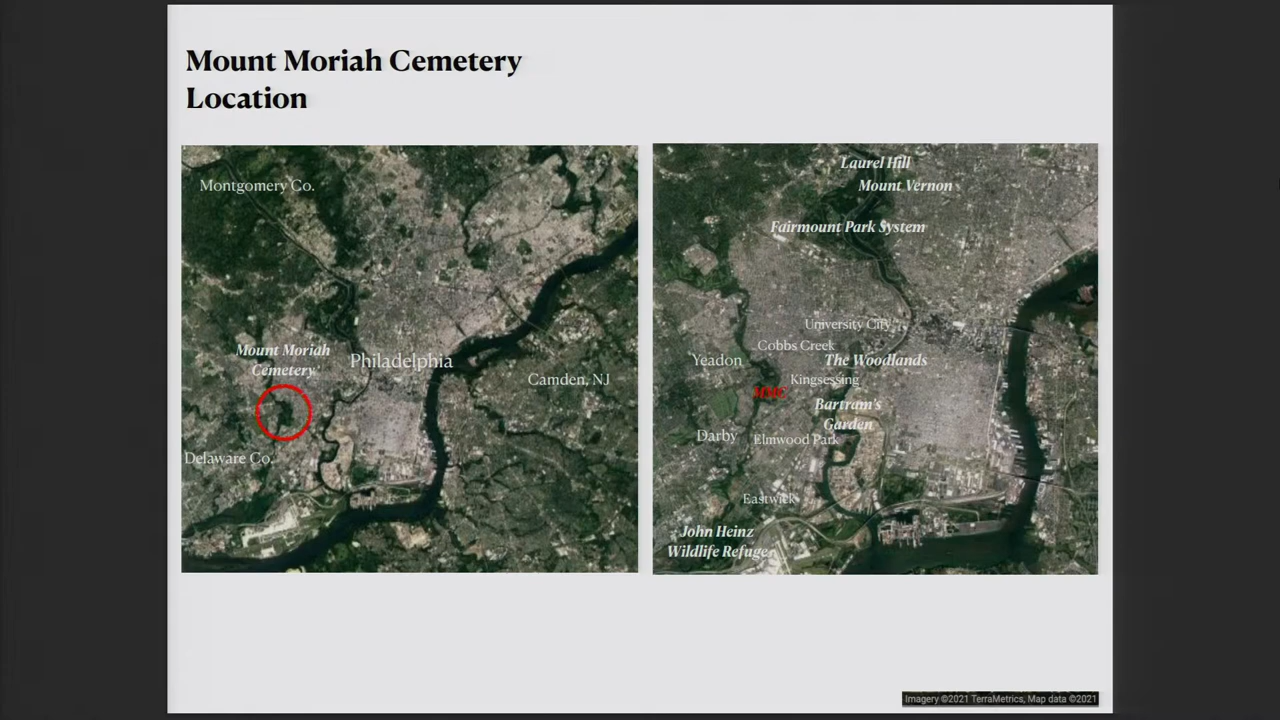 Mount Moriah Cemetery
Location
Montgomery Co.
Mount Moriah
Cemetery
Philadelphia
Camden, NJ
Delaware Co.
Laurel Hill
Mount Vernon
Fairmount Park System
University City
Cobbs Creek
Yeadon
The Woodlands
Kingsessing
MMC
Bartram's
Garden
Darby
Elmwood Park
Eastwick
John Heinz
Wildlife Refuge
Imagery ©2021 TerraMetrics, Map data ©2021